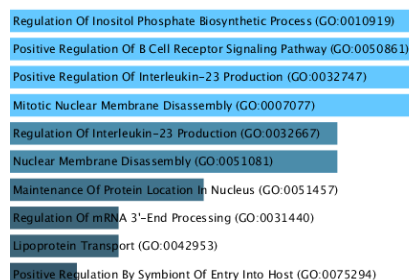 Regulation Of Inositol Phosphate Biosynthetic Process (GO:0010919)
Positive Regulation Of B Cell Receptor Signaling Pathway (GO:0050861)
Positive Regulation Of Interleukin-23 Production (GO:0032747)
Mitotic Nuclear Membrane Disassembly (GO:0007077)
Regulation Of Interleukin-23 Production (GO:0032667)
Nuclear Membrane Disassembly (GO:0051081)
Maintenance Of Protein Location In Nucleus (GO:0051457)
Regulation Of mRNA 3'-End Processing (GO:0031440)
Lipoprotein Transport (GO:0042953)
Positive Regulation By Symbiont Of Entry Into Host (GO:0075294)